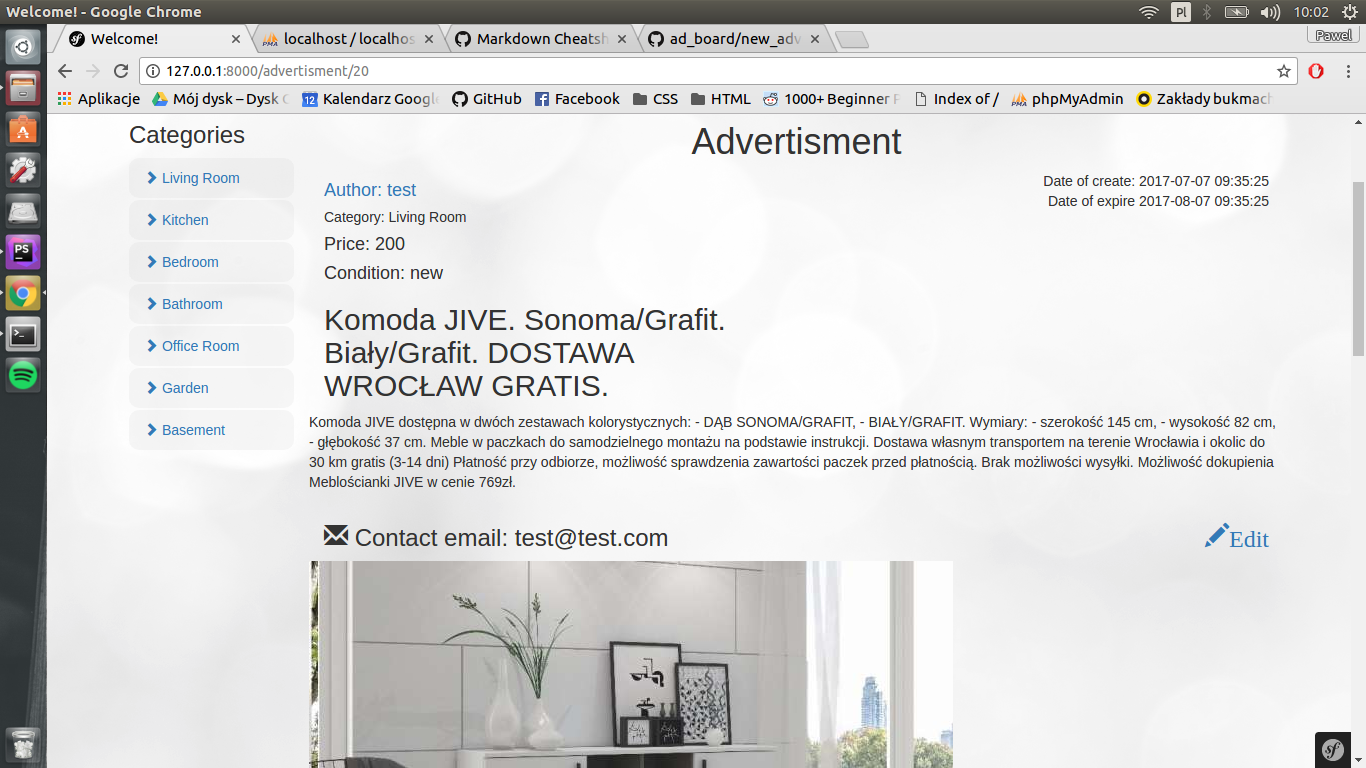 Welcome! - Google Chrome
Pl
10:02
Welcome!
localhost / localhos
Markdown Cheatsh
ad_board/new_adv
Pawel
127.0.0.1:8000/advertisment/20
Aplikacje
Mój dysk – Dysk G
12
Kalendarz Google
GitHub
Facebook
CSS
HTML
1000+ Beginner P
Index of /
phpMyAdmin
Zakłady bukmach
Categories
Living Room
Kitchen
Bedroom
Bathroom
Office Room
Garden
Basement
Advertisment
Author: test
Date of create: 2017-07-07 09:35:25
Date of expire 2017-08-07 09:35:25
Category: Living Room
Price: 200
Condition: new
Komoda JIVE. Sonoma/Grafit.
Biały/Grafit. DOSTAWA
WROCŁAW GRATIS.
Komoda JIVE dostępna w dwóch zestawach kolorystycznych: - DĄB SONOMA/GRAFIT, - BIAŁY/GRAFIT. Wymiary: - szerokość 145 cm, - wysokość 82 cm,
- głębokość 37 cm. Meble w paczkach do samodzielnego montażu na podstawie instrukcji. Dostawa własnym transportem na terenie Wrocławia i okolic do
30 km gratis (3-14 dni) Płatność przy odbiorze, możliwość sprawdzenia zawartości paczek przed płatnością. Brak możliwości wysyłki. Możliwość dokupienia
Meblościanki JIVE w cenie 769zł.
Contact email: test@test.com
Edit